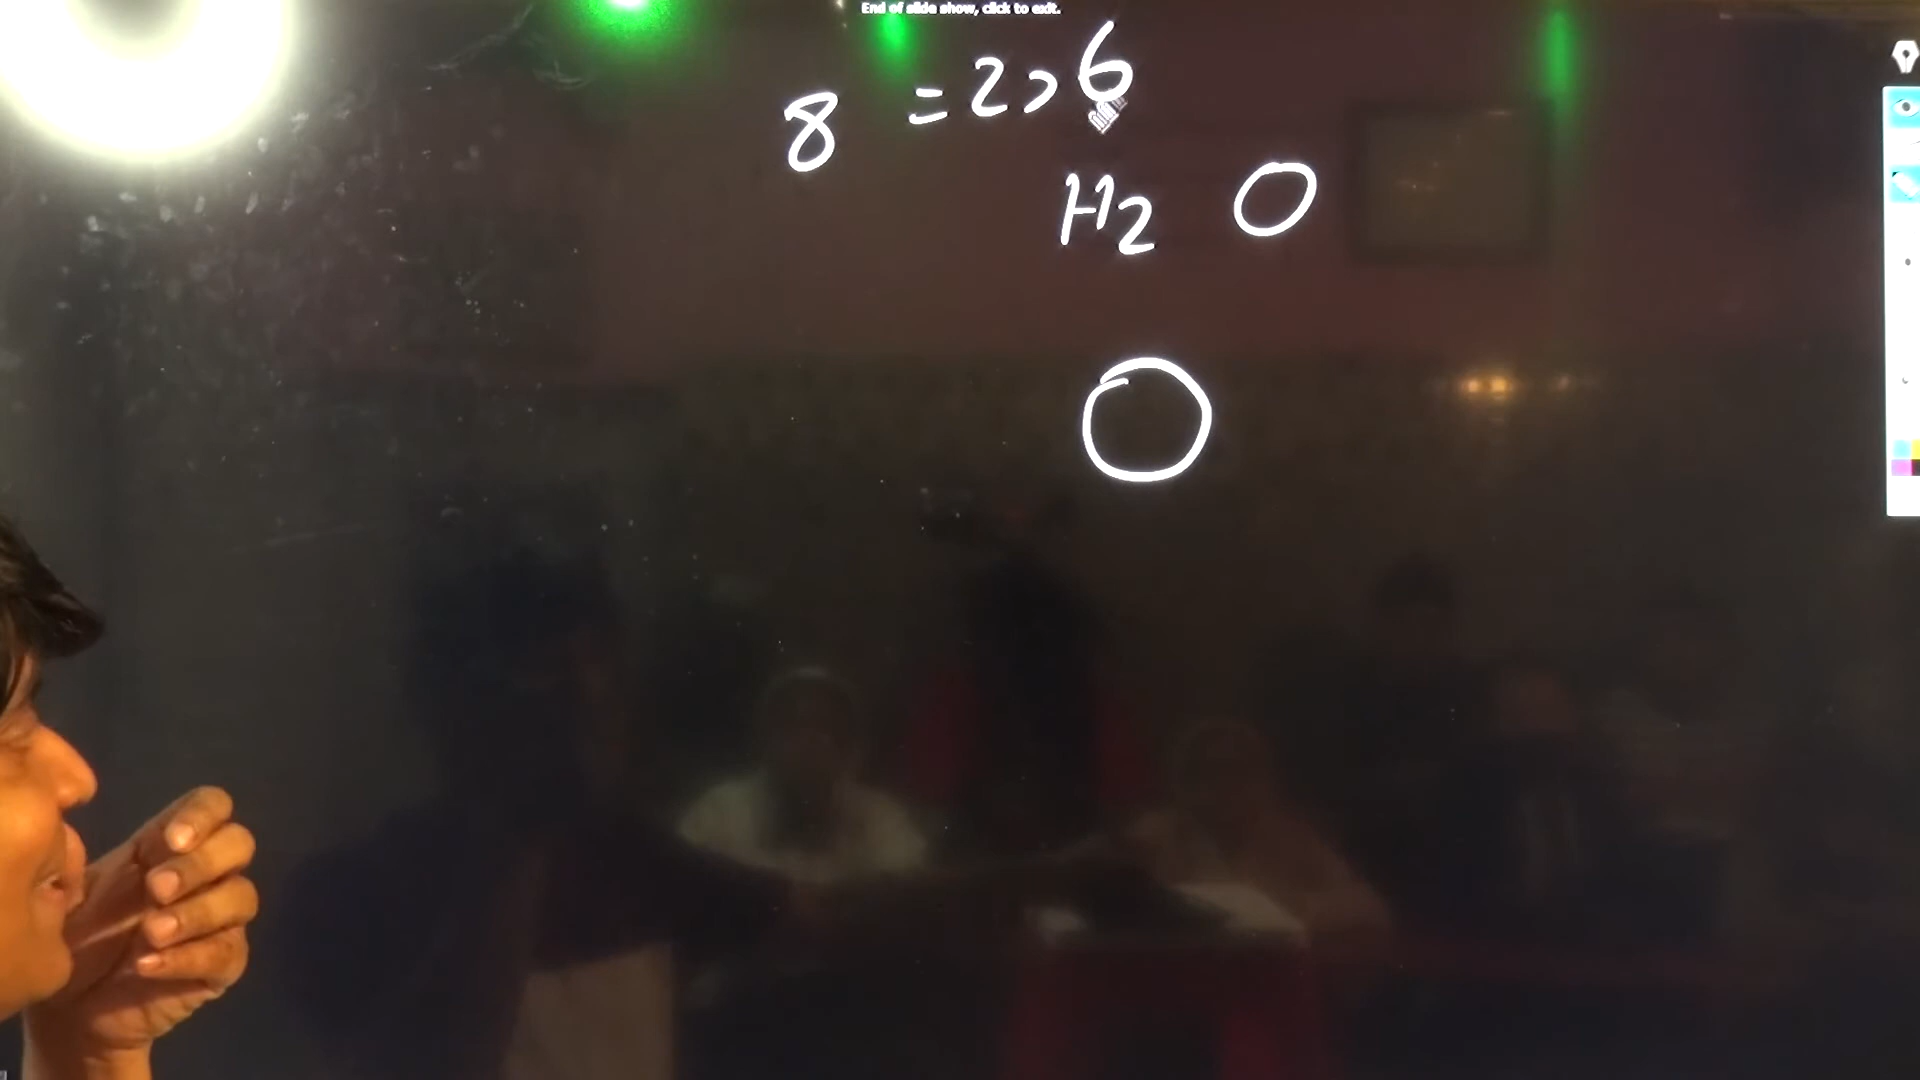 End of slide show, click to exit.
8 = 2, 6
H2 O